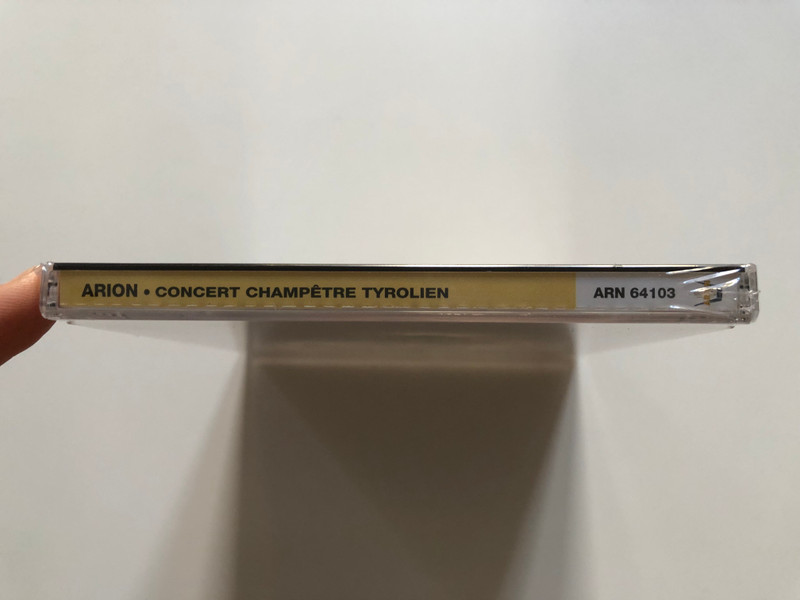 ARION • CONCERT CHAMPÊTRE TYROLIEN ARN 64103